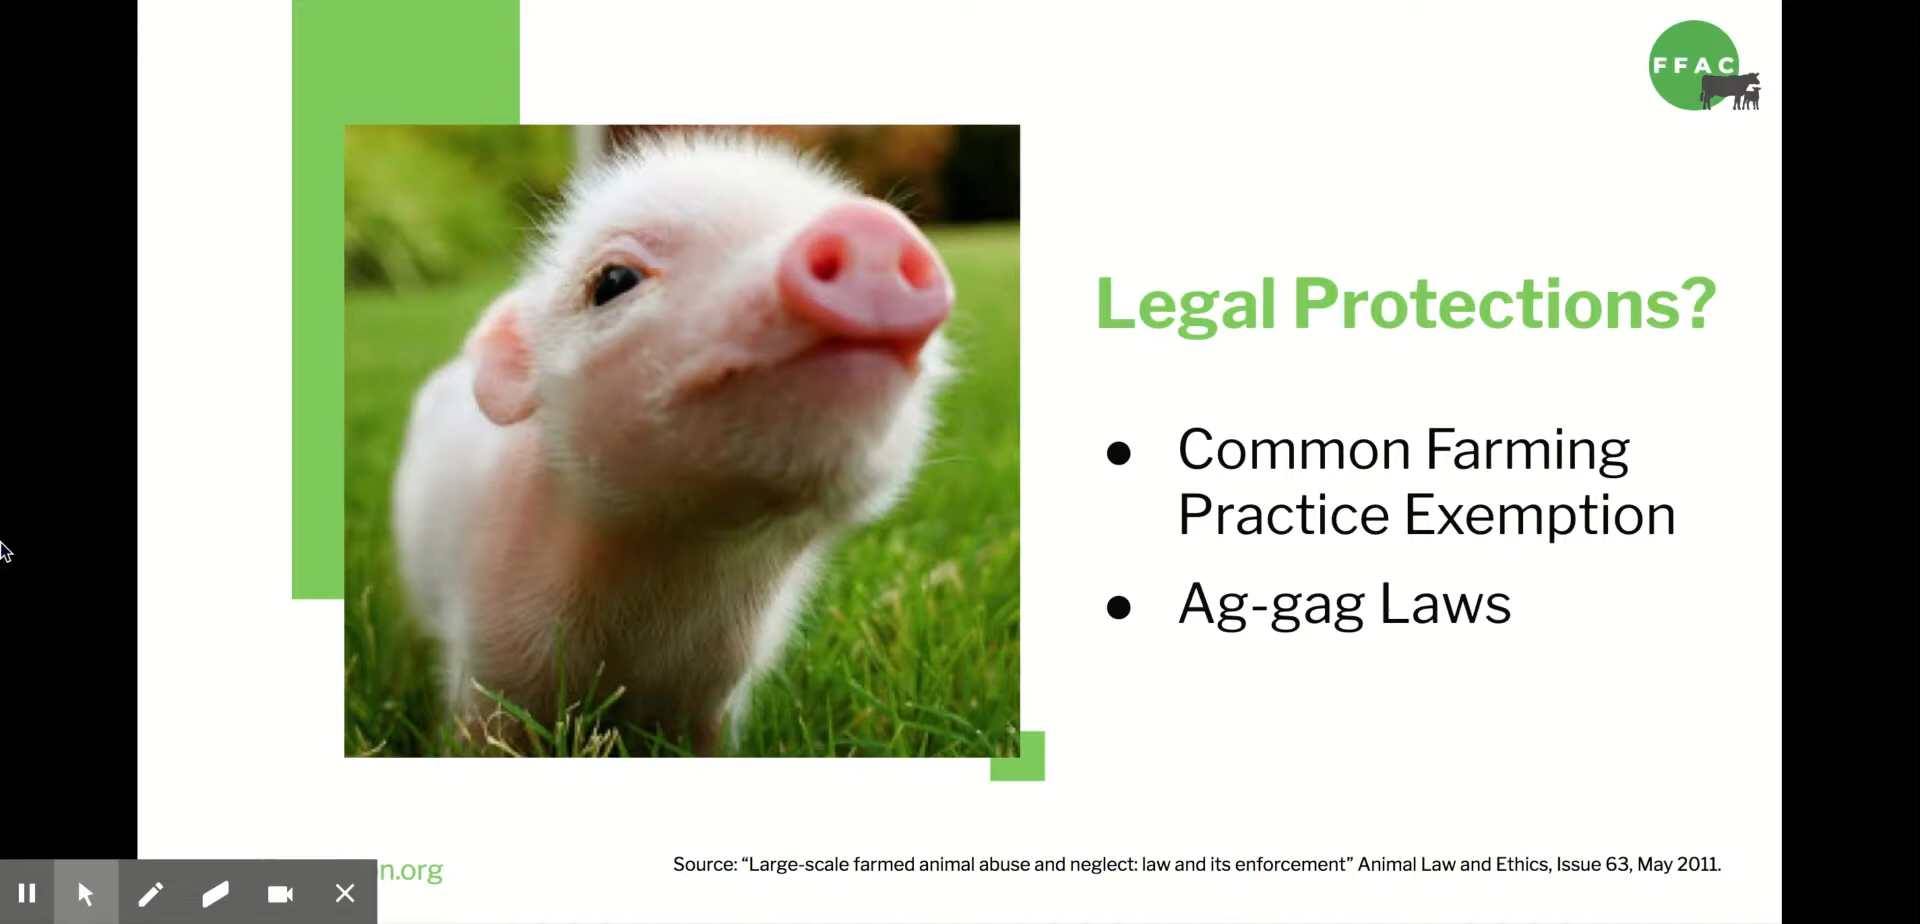 FFAC
Legal Protections?
● Common Farming
Practice Exemption
● Ag-gag Laws
n.org
Source: “Large-scale farmed animal abuse and neglect: law and its enforcement” Animal Law and Ethics, Issue 63, May 2011.